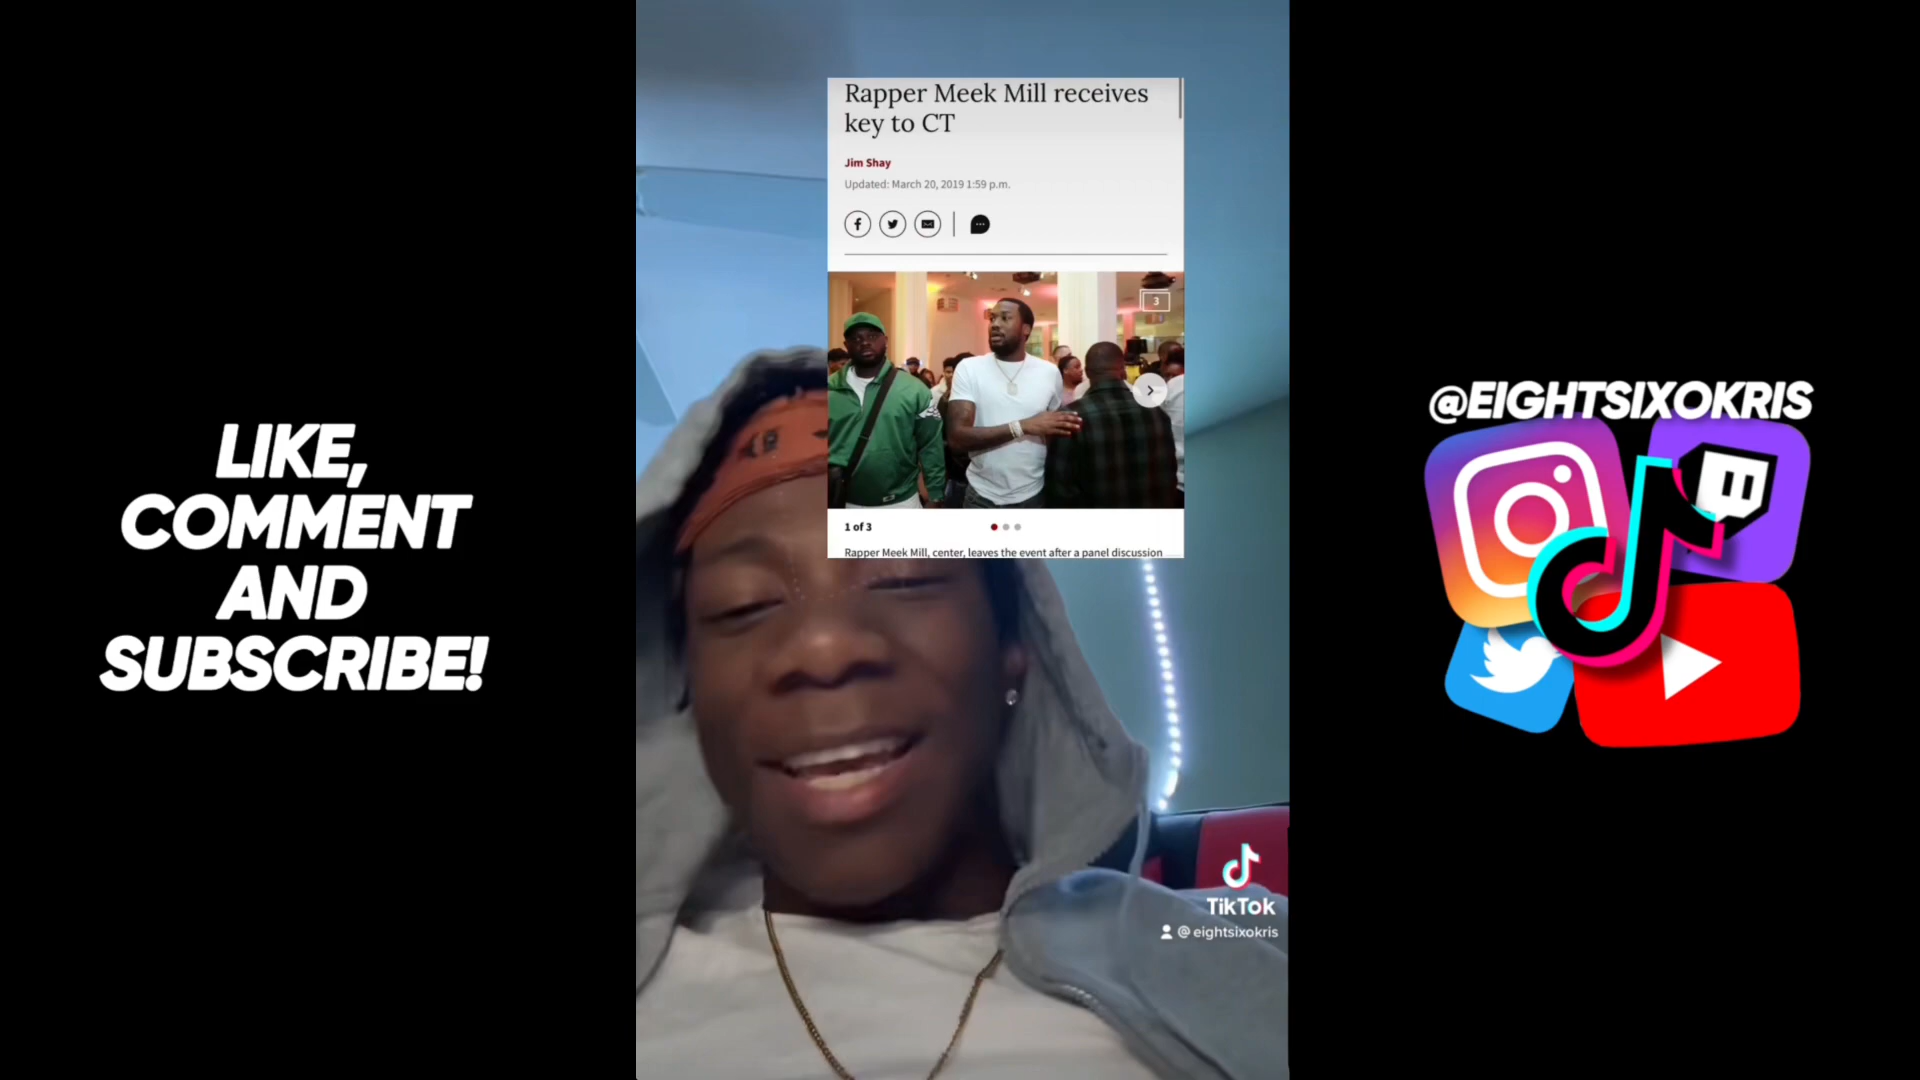 LIKE,
COMMENT
AND
SUBSCRIBE!
Rapper Meek Mill receives
key to CT
Jim Shay
Updated: March 20, 2019 1:59 p.m.
3
1 of 3
Rapper Meek Mill, center, leaves the event after a panel discussion
TikTok
@eightsixokris
@EIGHTSIXOKRIS